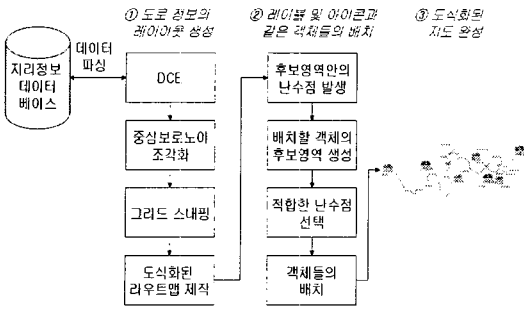 ① 도로 정보의
레이아웃 생성
② 레이블 및 아이콘과
같은 객체들의 배치
③ 도식화된
지도 완성
지리정보
데이터
베이스
데이터
파싱
DCE
중심보로노아
조각화
그리드 스내핑
도식화된
라우트맵 제작
후보영역안의
난수점 발생
배치할 객체의
후보영역 생성
적합한 난수점
선택
객체들의
배치